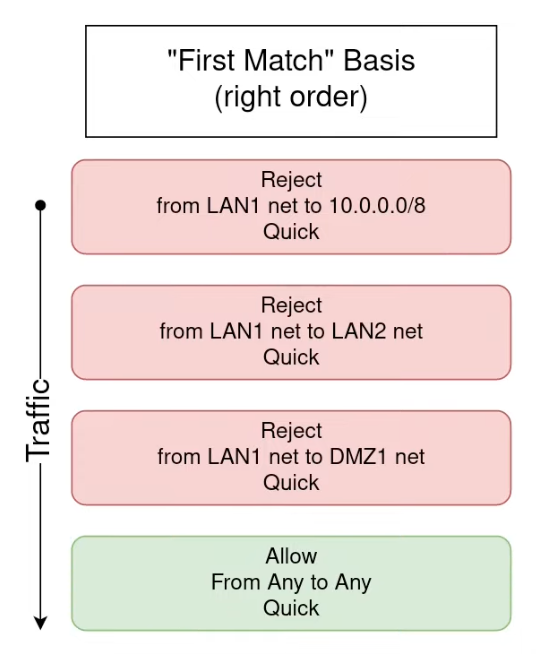 "First Match" Basis
(right order)
Reject
from LAN1 net to 10.0.0.0/8
Quick
Reject
from LAN1 net to LAN2 net
Quick
Reject
from LAN1 net to DMZ1 net
Quick
Allow
From Any to Any
Quick
Traffic